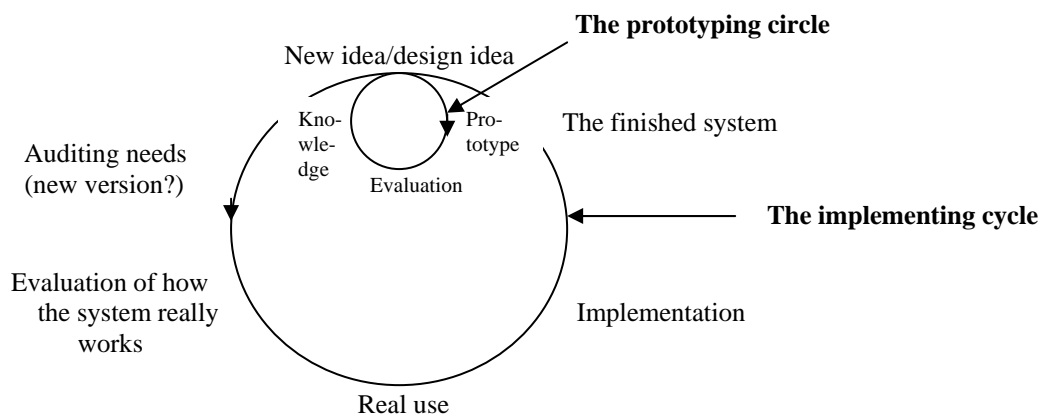 The prototyping circle
New idea/design idea
Kno-
wle-
dge
Pro-
totype
Evaluation
The finished system
Auditing needs
(new version?)
The implementing cycle
Evaluation of how
the system really
works
Implementation
Real use